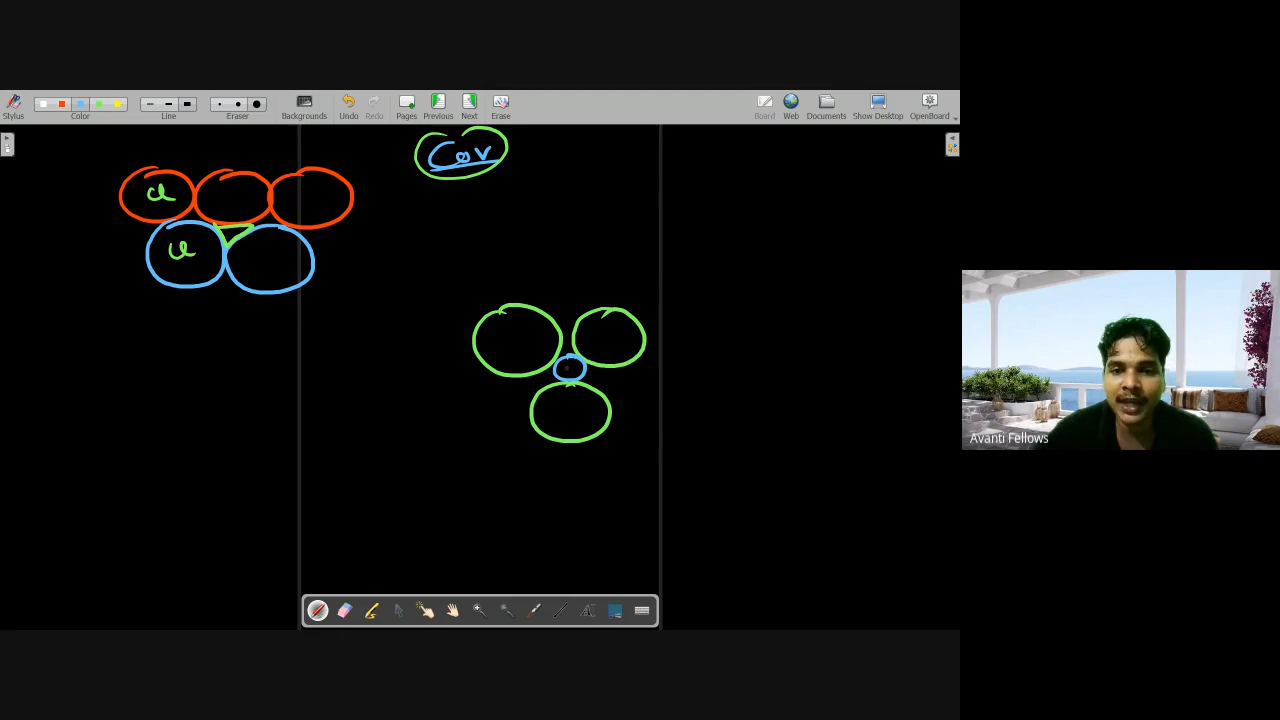 Stylus Color Line Eraser Backgrounds Undo Redo Pages Previous Next Erase Board Web Documents Show Desktop OpenBoard
Cov
a
Avanti Fellows